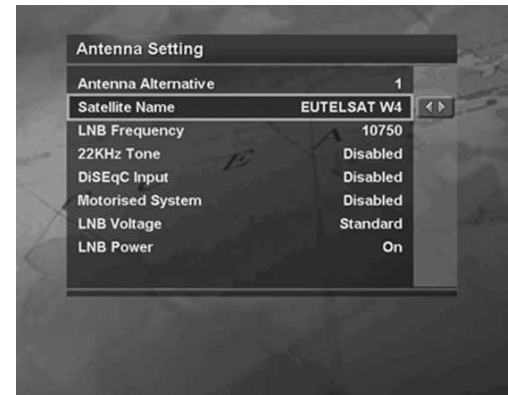 Antenna Setting
Antenna Alternative 1
Satellite Name EUTELSAT W4
LNB Frequency 10750
22KHz Tone Disabled
DiSEqC Input Disabled
Motorised System Disabled
LNB Voltage Standard
LNB Power On